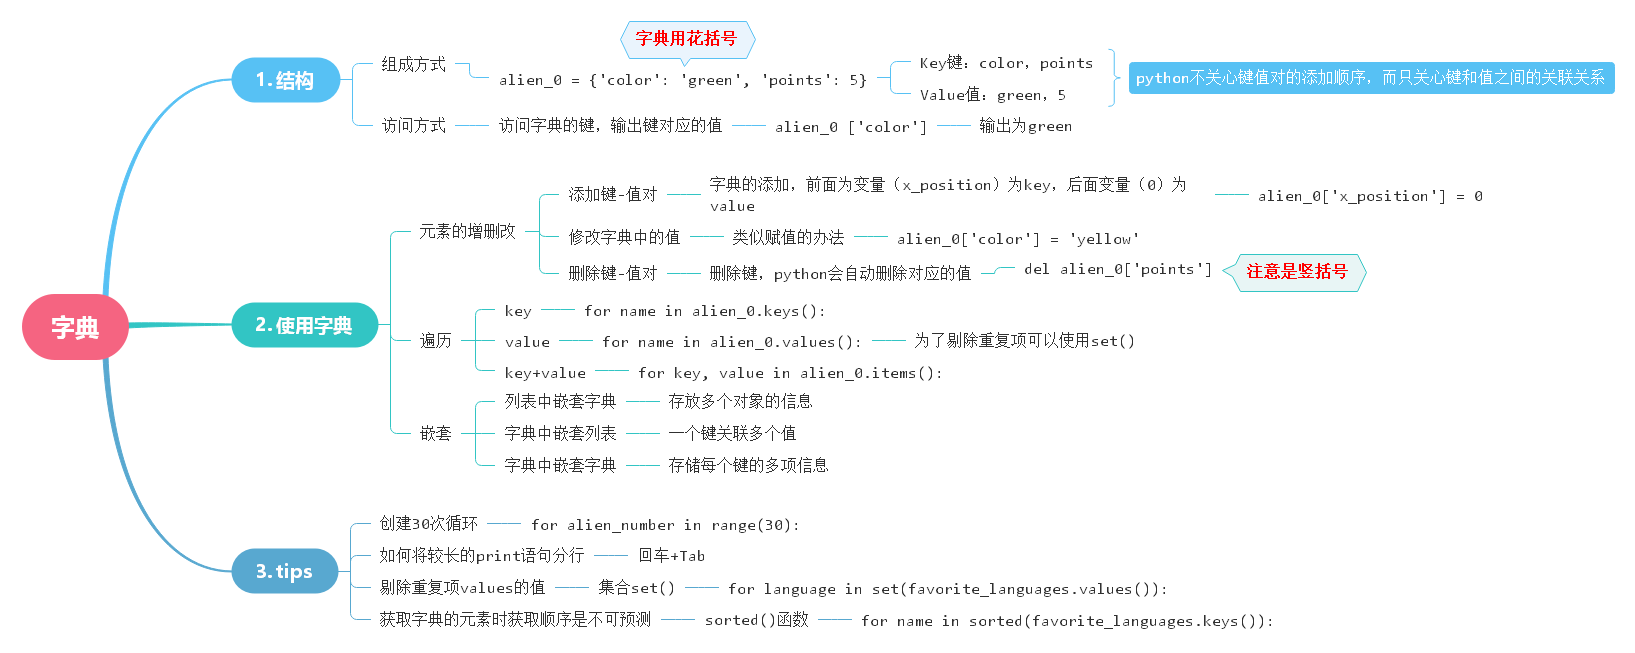 字典
1.结构
组成方式
字典用花括号
alien_0 = {'color': 'green', 'points': 5}
Key键：color，points
Value值：green，5
python不关心键值对的添加顺序，而只关心键和值之间的关联关系
访问方式
访问字典的键，输出键对应的值
alien_0 ['color']
输出为green
2.使用字典
元素的增删改
添加键-值对
字典的添加，前面为变量（x_position）为key，后面变量（0）为
value
alien_0['x_position'] = 0
修改字典中的值
类似赋值的办法
alien_0['color'] = 'yellow'
删除键-值对
删除键，python会自动删除对应的值
del alien_0['points']
注意是竖括号
遍历
key
for name in alien_0.keys():
value
for name in alien_0.values():
为了剔除重复项可以使用set()
key+value
for key, value in alien_0.items():
嵌套
列表中嵌套字典
存放多个对象的信息
字典中嵌套列表
一个键关联多个值
字典中嵌套字典
存储每个键的多项信息
3.tips
创建30次循环
for alien_number in range(30):
如何将较长的print语句分行
回车+Tab
剔除重复项values的值
集合set()
for language in set(favorite_languages.values()):
获取字典的元素时获取顺序是不可预测
sorted()函数
for name in sorted(favorite_languages.keys()):